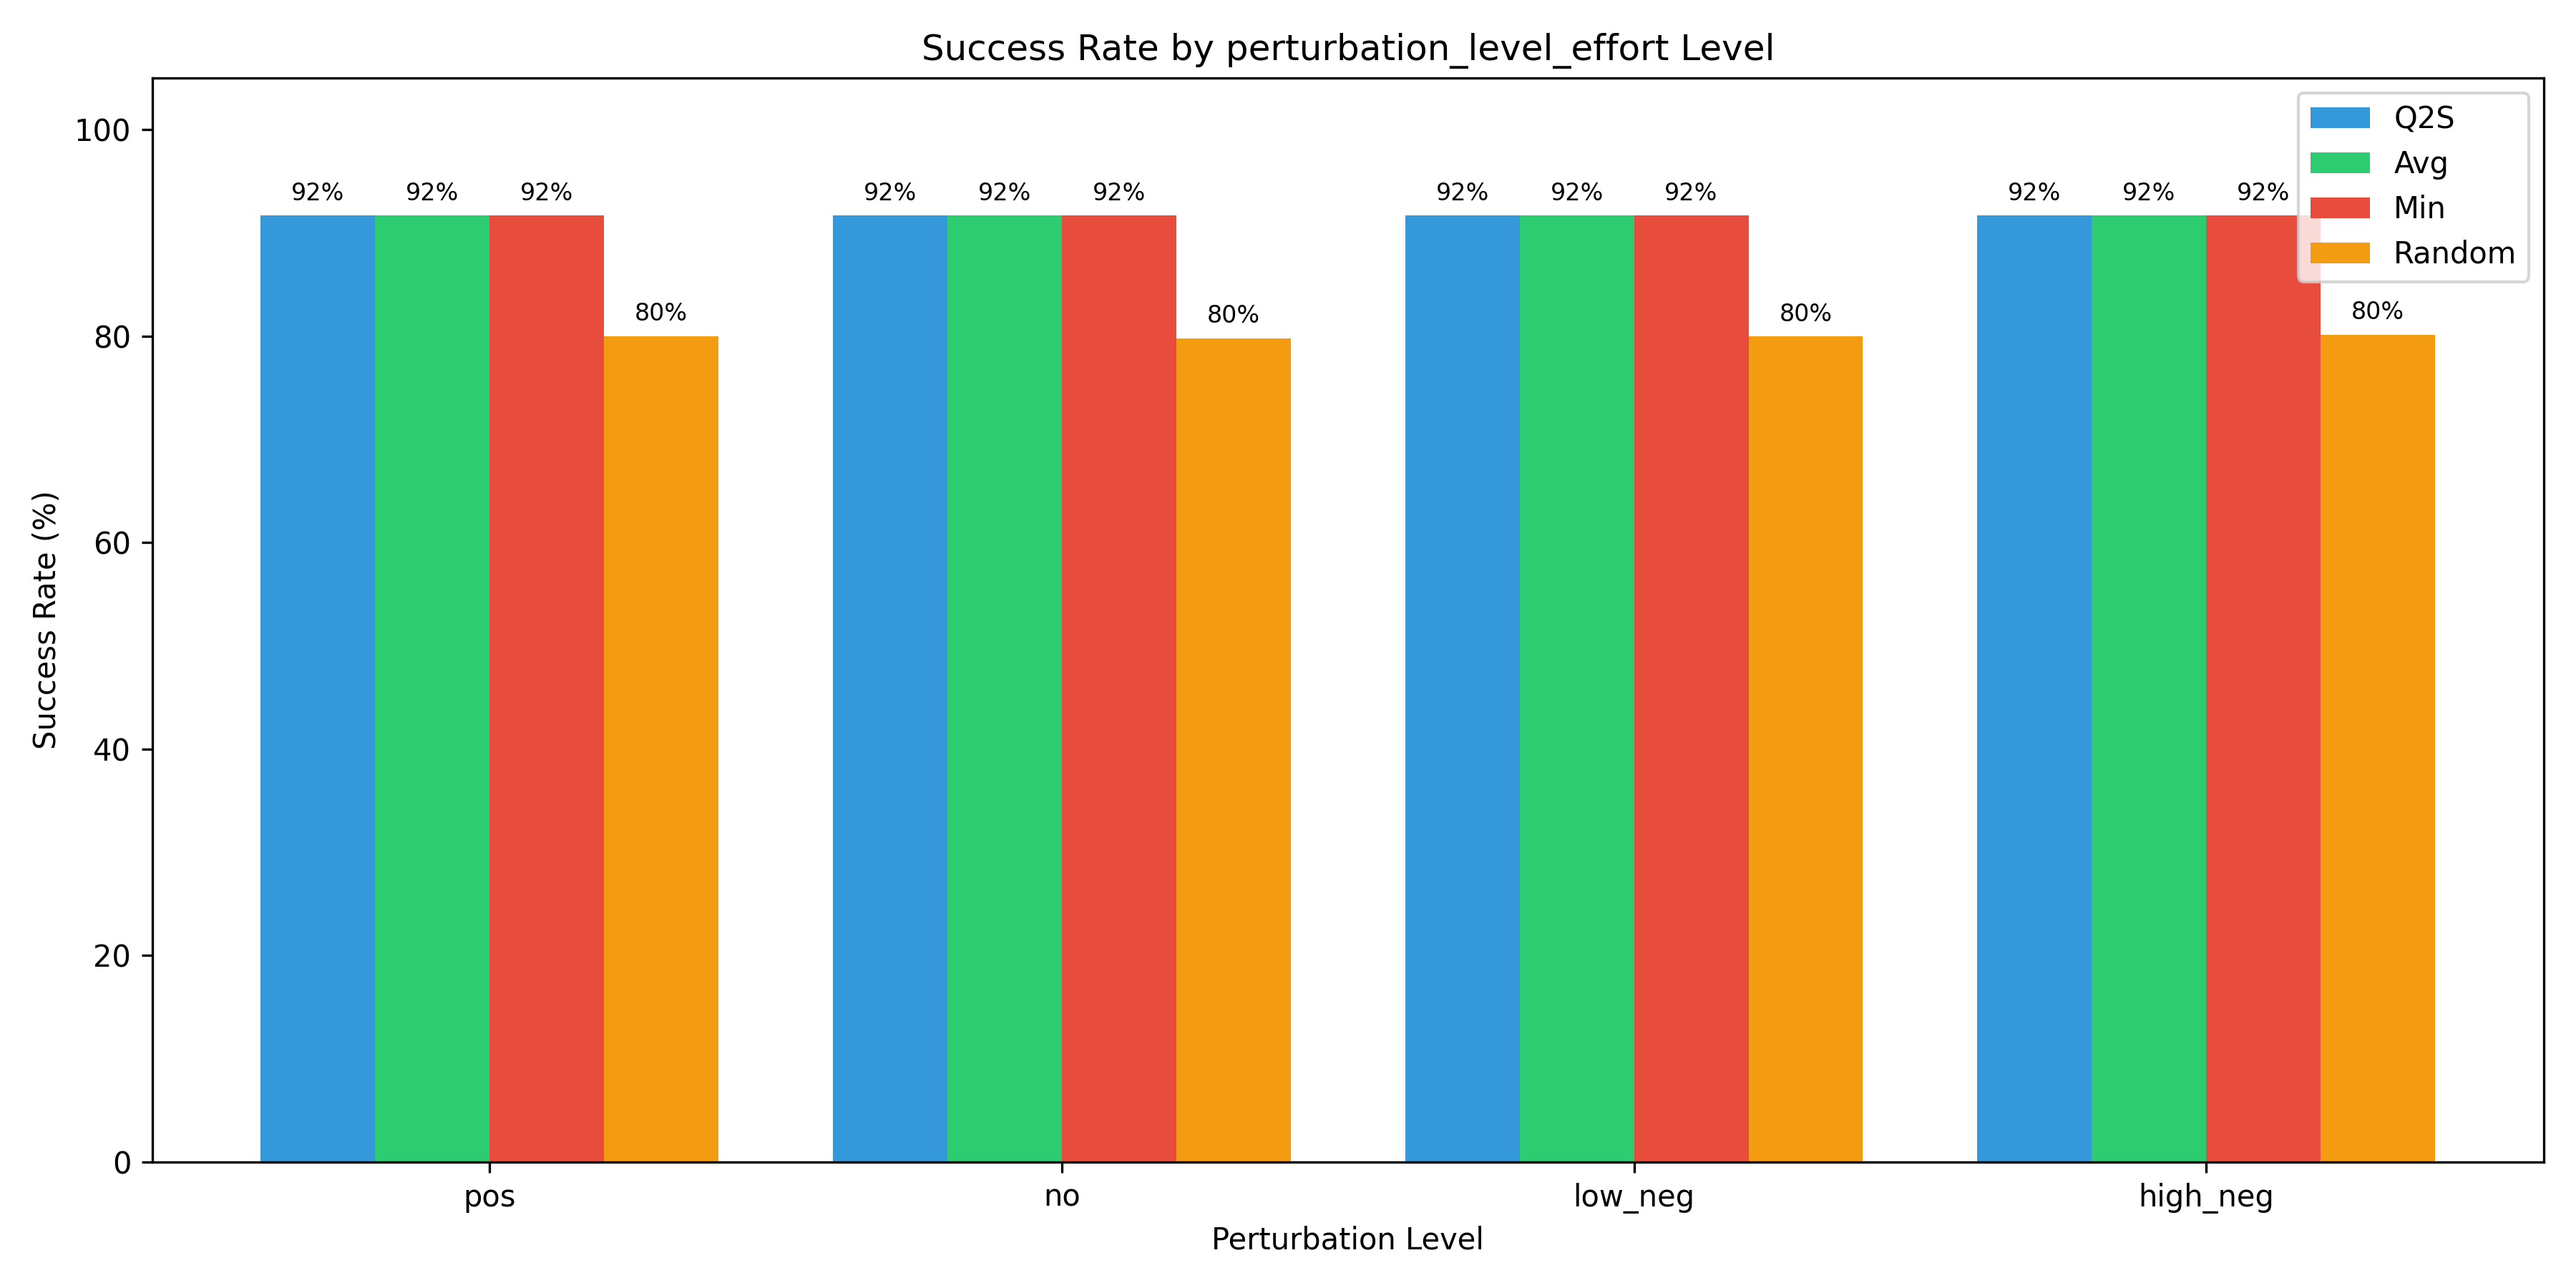 Success Rate by perturbation_level_effort Level
Success Rate (%)
100
80
60
40
20
0
92% 92% 92% 80%
92% 92% 92% 80%
92% 92% 92% 80%
92% 92% 92% 80%
Q2S
Avg
Min
Random
pos no low_neg high_neg
Perturbation Level